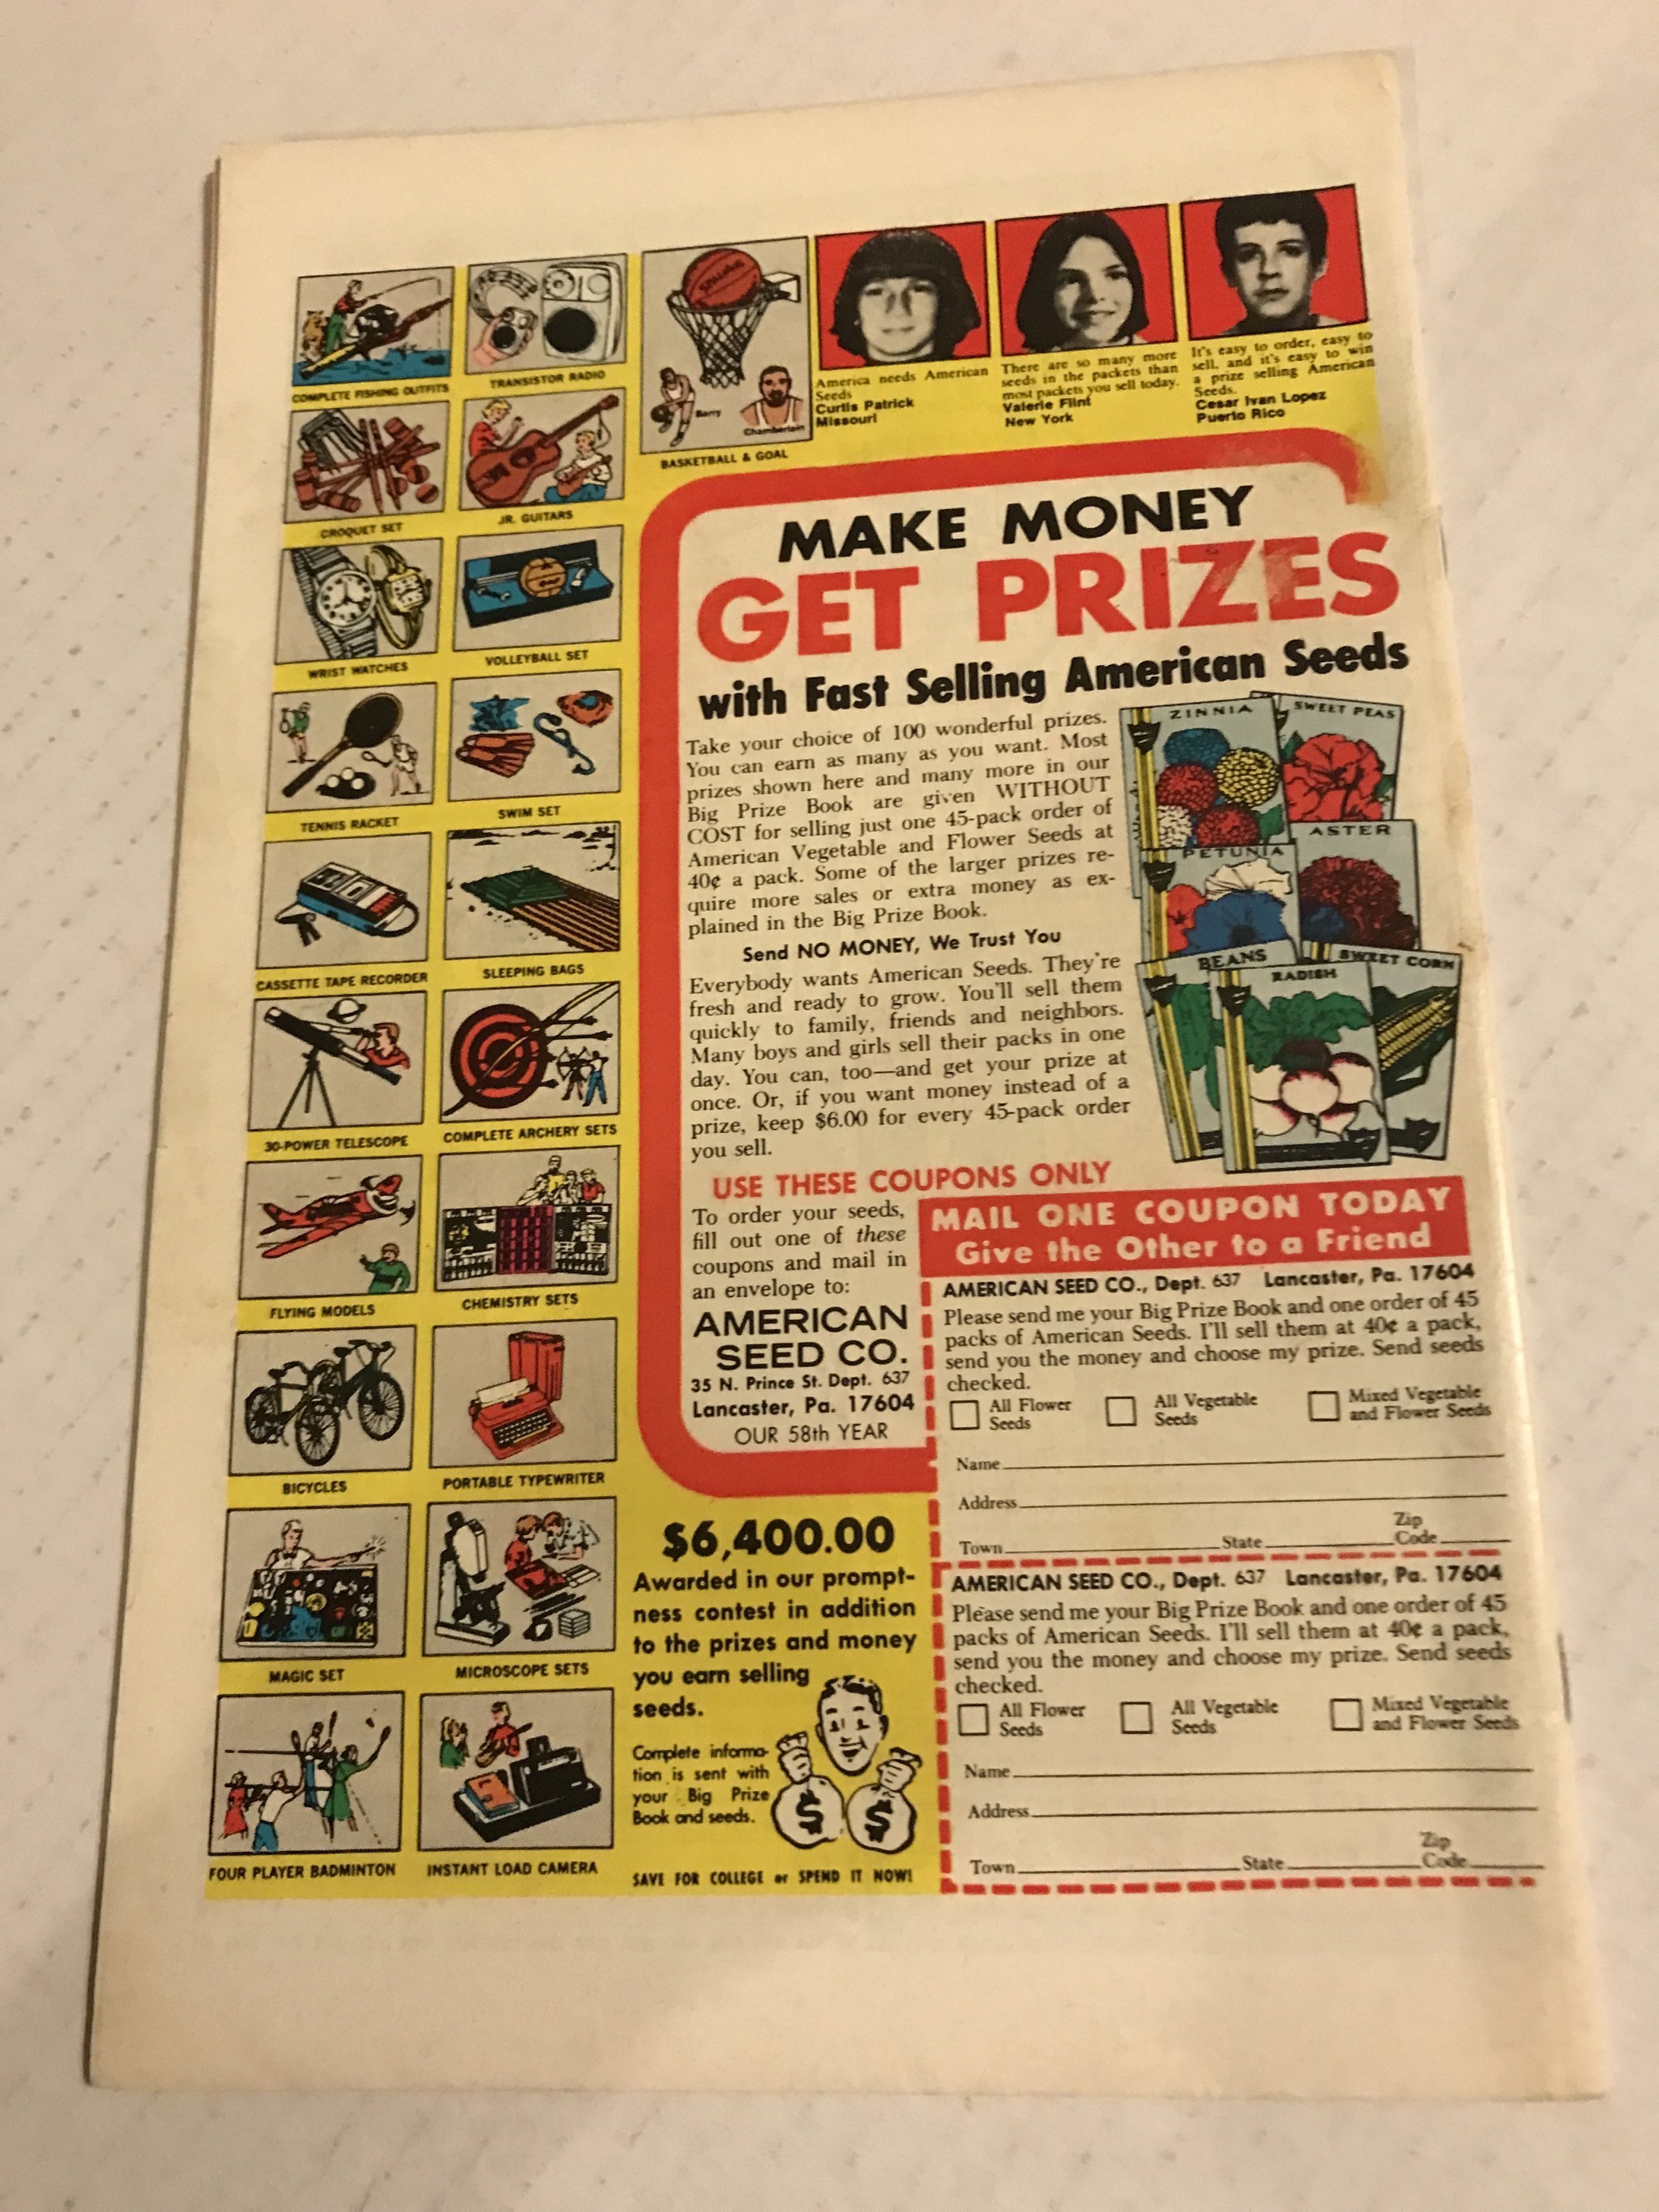 COMPLETE FISHING OUTFITS
TRANSISTOR RADIO
SPALDING
Barry
Chamberlain
BASKETBALL & GOAL
America needs American
Seeds
Curtis Patrick
Missouri
There are so many more
seeds in the packets than
most packets you sell today.
Valerie Flint
New York
It's easy to order, easy to
sell, and it's easy to win
a prize selling American
Seeds.
Cesar Ivan Lopez
Puerto Rico
CROQUET SET
JR. GUITARS
WRIST WATCHES
VOLLEYBALL SET
TENNIS RACKET
SWIM SET
CASSETTE TAPE RECORDER
SLEEPING BAGS
30-POWER TELESCOPE
COMPLETE ARCHERY SETS
FLYING MODELS
CHEMISTRY SETS
BICYCLES
PORTABLE TYPEWRITER
MAGIC SET
MICROSCOPE SETS
FOUR PLAYER BADMINTON
INSTANT LOAD CAMERA
MAKE MONEY
GET PRIZES
with Fast Selling American Seeds
Take your choice of 100 wonderful prizes.
You can earn as many as you want. Most
prizes shown here and many more in our
Big Prize Book are given WITHOUT
COST for selling just one 45-pack order of
American Vegetable and Flower Seeds at
40¢ a pack. Some of the larger prizes re-
quire more sales or extra money as ex-
plained in the Big Prize Book.
Send NO MONEY, We Trust You
Everybody wants American Seeds. They're
fresh and ready to grow. You'll sell them
quickly to family, friends and neighbors.
Many boys and girls sell their packs in one
day. You can, too—and get your prize at
once. Or, if you want money instead of a
prize, keep $6.00 for every 45-pack order
you sell.
ZINNIA
SWEET PEAS
PETUNIA
ASTER
BEANS
RADISH
SWEET CORN
USE THESE COUPONS ONLY
To order your seeds,
fill out one of these
coupons and mail in
an envelope to:
AMERICAN
SEED CO.
35 N. Prince St. Dept. 637
Lancaster, Pa. 17604
OUR 58th YEAR
$6,400.00
Awarded in our prompt-
ness contest in addition
to the prizes and money
you earn selling
seeds.
Complete informa-
tion is sent with
your Big Prize
Book and seeds.
$ $
SAVE FOR COLLEGE or SPEND IT NOW!
MAIL ONE COUPON TODAY
Give the Other to a Friend
AMERICAN SEED CO., Dept. 637 Lancaster, Pa. 17604
Please send me your Big Prize Book and one order of 45
packs of American Seeds. I'll sell them at 40¢ a pack,
send you the money and choose my prize. Send seeds
checked.
All Flower Seeds
All Vegetable Seeds
Mixed Vegetable and Flower Seeds
Name
Address
Town State Zip Code
AMERICAN SEED CO., Dept. 637 Lancaster, Pa. 17604
Please send me your Big Prize Book and one order of 45
packs of American Seeds. I'll sell them at 40¢ a pack,
send you the money and choose my prize. Send seeds
checked.
All Flower Seeds
All Vegetable Seeds
Mixed Vegetable and Flower Seeds
Name
Address
Town State Zip Code